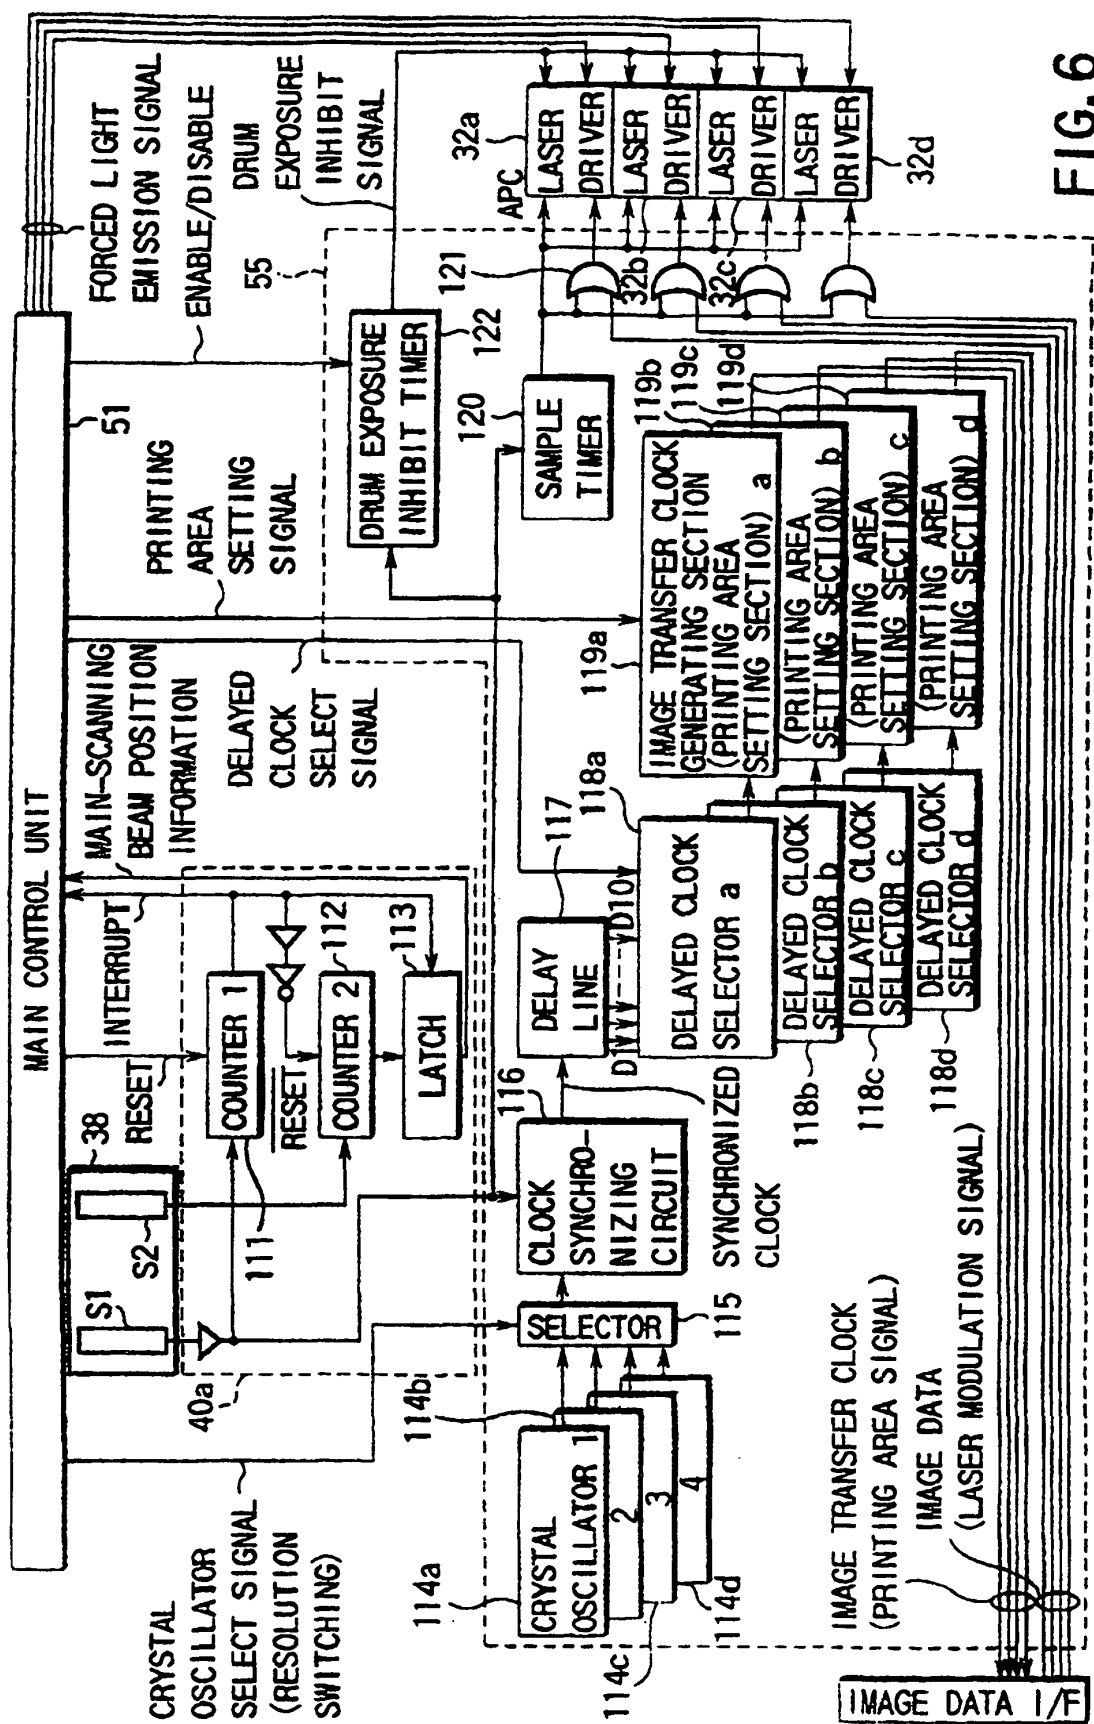 MAIN CONTROL UNIT
51
FORCED LIGHT
EMISSION SIGNAL
ENABLE/DISABLE
DRUM
EXPOSURE
INHIBIT
SIGNAL
PRINTING
AREA
SETTING
SIGNAL
MAIN-SCANNING
BEAM POSITION
INFORMATION
DELAYED
CLOCK
SELECT
SIGNAL
INTERRUPT
RESET
38
S1
S2
40a
COUNTER 1
111
RESET
COUNTER 2
112
LATCH
113
CRYSTAL
OSCILLATOR
SELECT SIGNAL
(RESOLUTION
SWITCHING)
55
DRUM EXPOSURE
INHIBIT TIMER
122
SAMPLE
TIMER
120
121
APC
LASER
DRIVER
LASER
DRIVER
LASER
DRIVER
LASER
DRIVER
32a
32b
32c
32d
CRYSTAL
OSCILLATOR 1
2
3
4
114a
114b
114c
114d
SELECTOR
115
CLOCK
SYNCHRO-
NIZING
CIRCUIT
116
SYNCHRONIZED
CLOCK
DELAY
LINE
117
D1
D10
DELAYED CLOCK
SELECTOR a
118a
DELAYED CLOCK
SELECTOR b
118b
DELAYED CLOCK
SELECTOR c
118c
DELAYED CLOCK
SELECTOR d
118d
IMAGE TRANSFER CLOCK
GENERATING SECTION
(PRINTING AREA
SETTING SECTION) a
119a
(PRINTING AREA
SETTING SECTION) b
119b
(PRINTING AREA
SETTING SECTION) c
119c
(PRINTING AREA
SETTING SECTION) d
119d
IMAGE TRANSFER CLOCK
(PRINTING AREA SIGNAL)
IMAGE DATA
(LASER MODULATION SIGNAL)
IMAGE DATA I/F
FIG.6